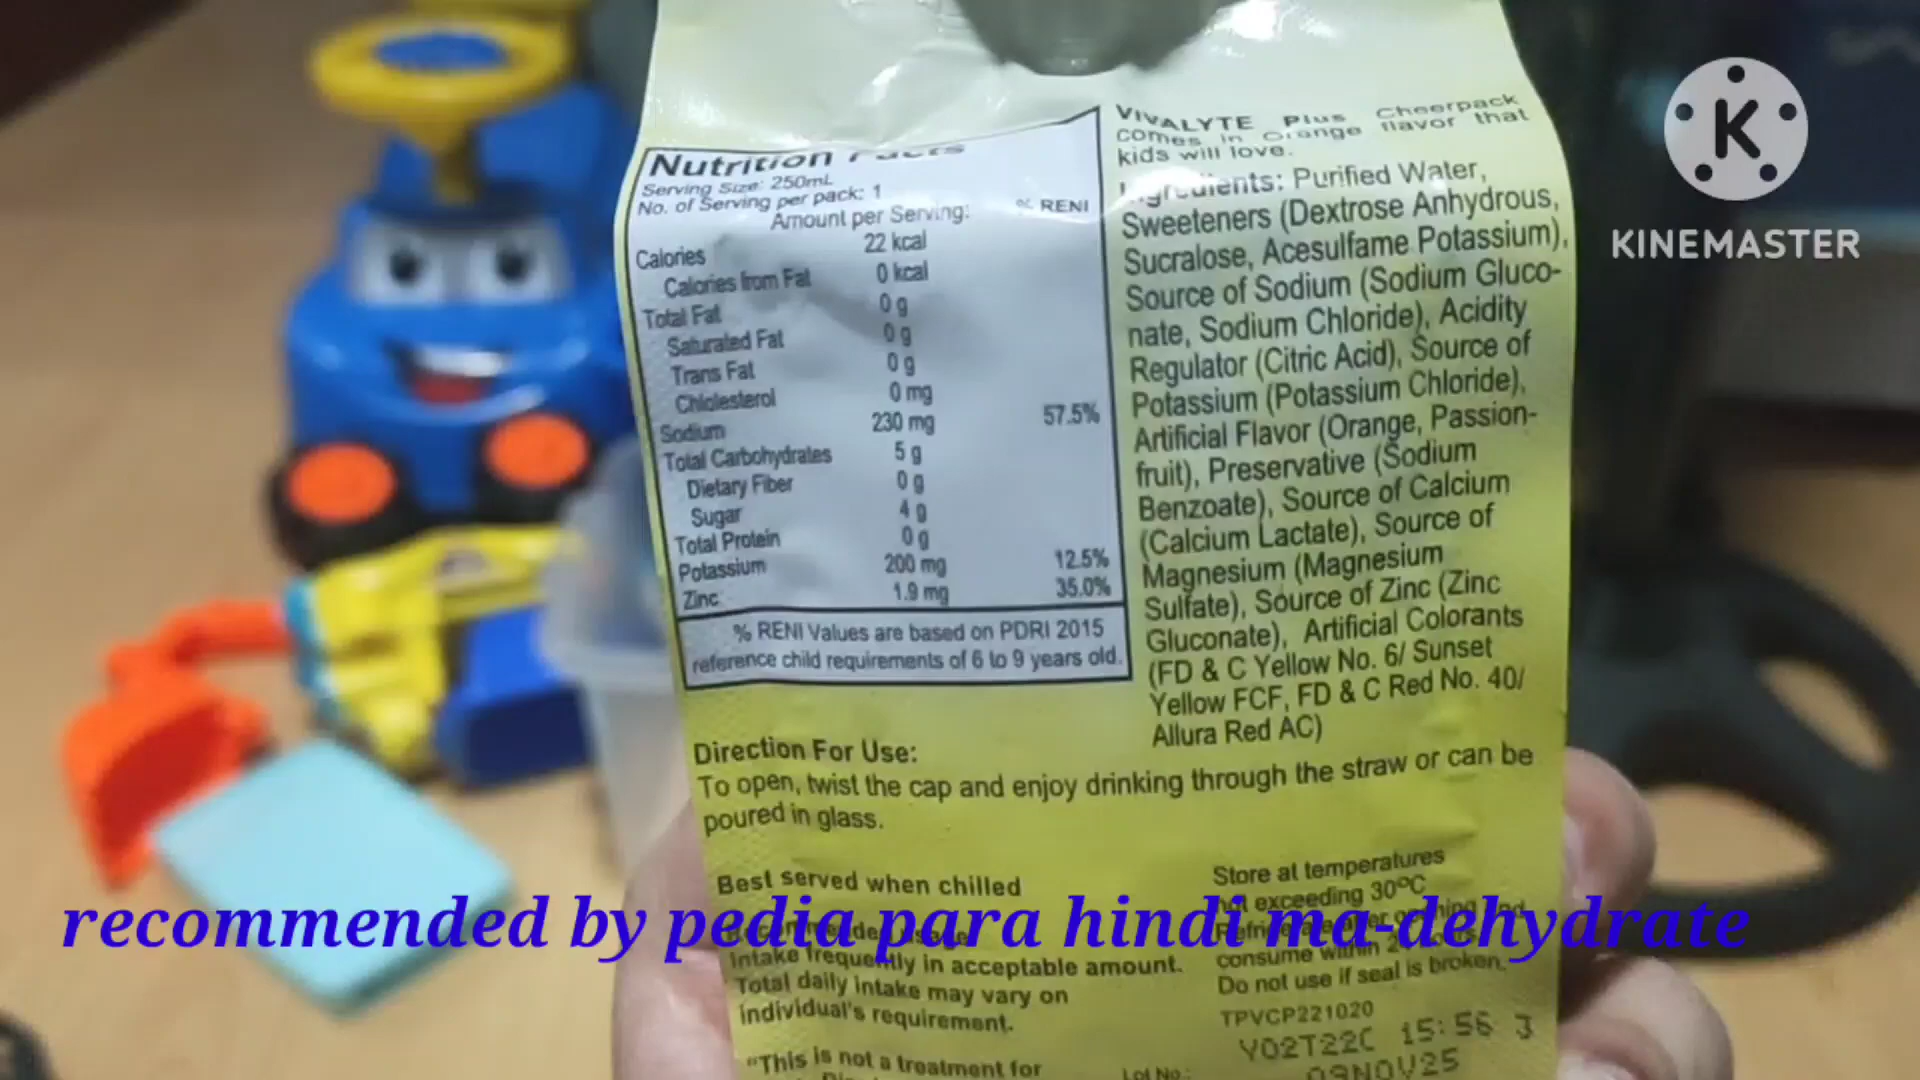 KINEMASTER
VIVALYTE Plus Cheerpack
comes in Orange flavor that
kids will love.
Ingredients: Purified Water,
Sweeteners (Dextrose Anhydrous,
Sucralose, Acesulfame Potassium),
Source of Sodium (Sodium Gluco-
nate, Sodium Chloride), Acidity
Regulator (Citric Acid), Source of
Potassium (Potassium Chloride),
Artificial Flavor (Orange, Passion-
fruit), Preservative (Sodium
Benzoate), Source of Calcium
(Calcium Lactate), Source of
Magnesium (Magnesium
Sulfate), Source of Zinc (Zinc
Gluconate), Artificial Colorants
(FD & C Yellow No. 6/ Sunset
Yellow FCF, FD & C Red No. 40/
Allura Red AC)
Nutrition Facts
Serving Size: 250mL
No. of Serving per pack: 1
Amount per Serving: % RENI
Calories 22 kcal
Calories from Fat 0 kcal
Total Fat 0 g
Saturated Fat 0 g
Trans Fat 0 g
Chlolesterol 0 mg
Sodium 230 mg 57.5%
Total Carbohydrates 5 g
Dietary Fiber 0 g
Sugar 4 g
Total Protein 0 g
Potassium 200 mg 12.5%
Zinc 1.9 mg 35.0%
% RENI Values are based on PDRI 2015
reference child requirements of 6 to 9 years old.
Direction For Use:
To open, twist the cap and enjoy drinking through the straw or can be
poured in glass.
Best served when chilled
Intake frequently in acceptable amount.
Total daily intake may vary on
individual's requirement.
"This is not a treatment for
Store at temperatures
not exceeding 30°C
consume within
Do not use if seal is broken.
TPVCP221020
Y02T22C 15:56 3
Lot No.:
09NOV25
recommended by pedia para hindi ma-dehydrate